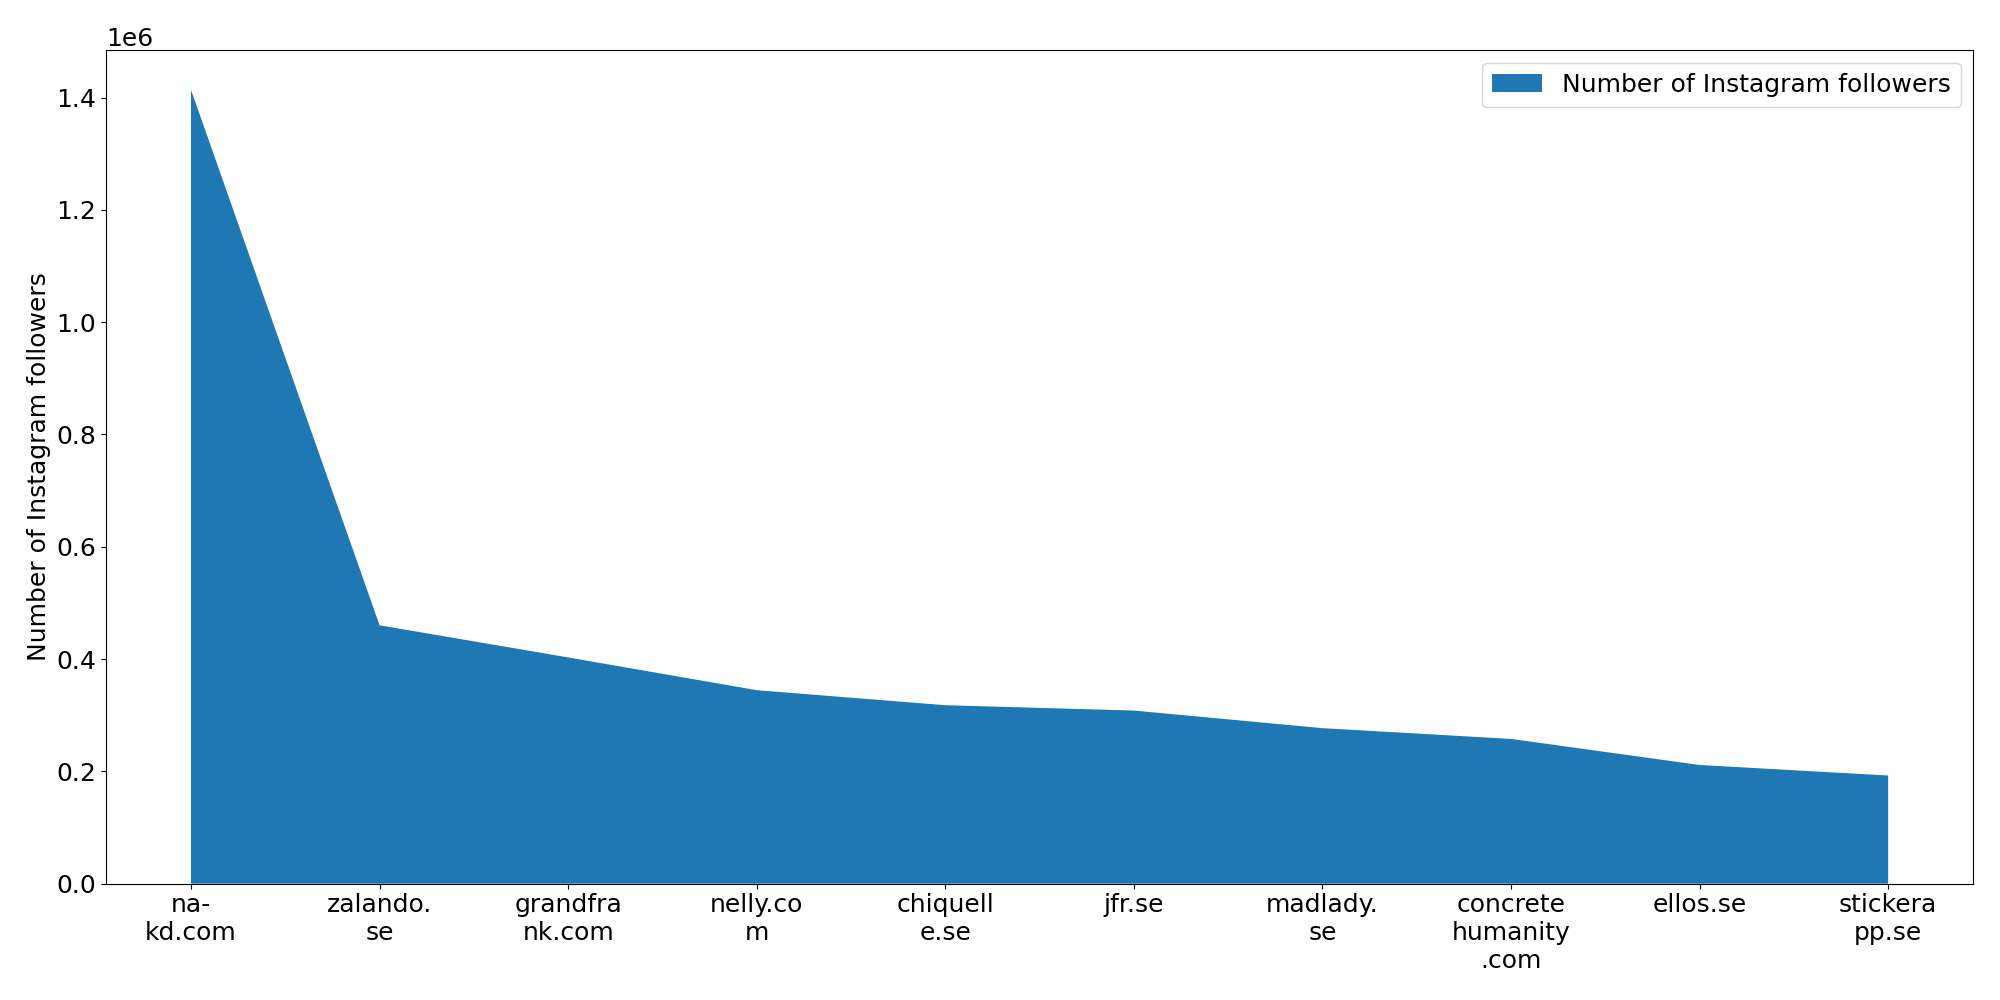 1e6
Number of Instagram followers
1.4
1.2
1.0
0.8
0.6
0.4
0.2
0.0
Number of Instagram followers
na-
kd.com
zalando.
se
grandfra
nk.com
nelly.co
m
chiquell
e.se
jfr.se
madlady.
se
concrete
humanity
.com
ellos.se
stickera
pp.se